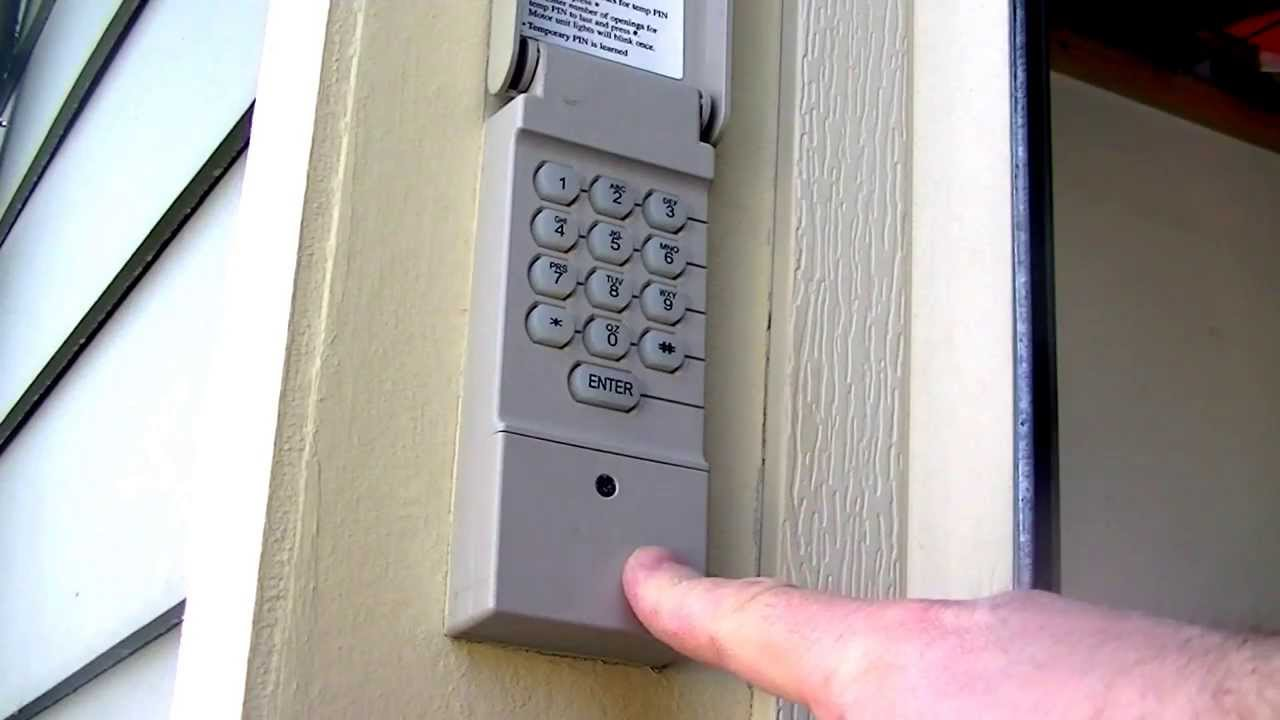 for temp PIN
number of openings for
temp PIN to last and press *.
Motor unit lights will blink once.
• Temporary PIN is learned
1
ABC
2
DEF
3
GHI
4
JKL
5
MNO
6
PRS
7
TUV
8
WXY
9
*
QZ
0
#
ENTER